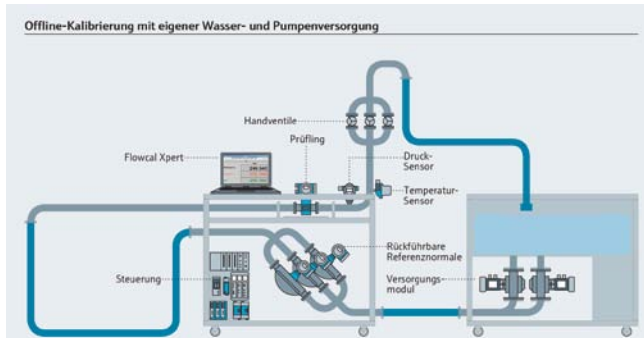 Offline-Kalibrierung mit eigener Wasser- und Pumpenversorgung
Handventile
Prüfling
Flowcal Xpert
Druck-
Sensor
Temperatur-
Sensor
Rückführbare
Referenznormale
Steuerung
Versorgungs-
modul